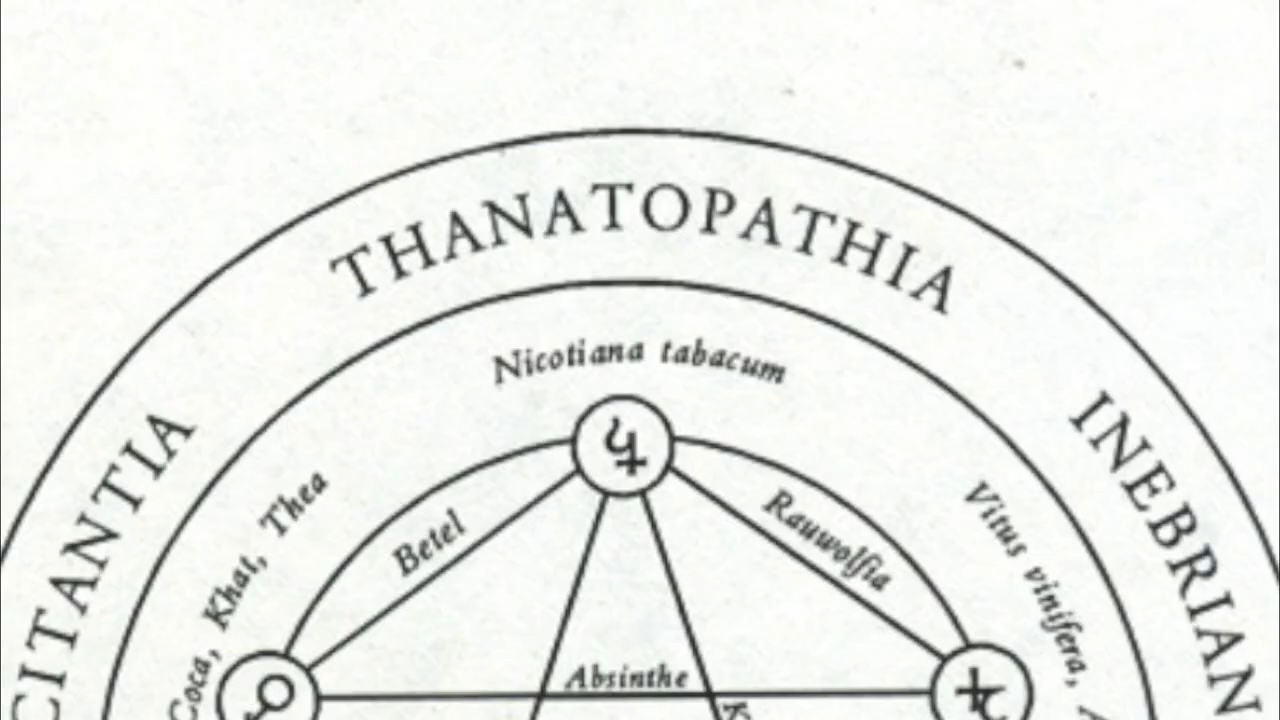 THANATOPATHIA
Nicotiana tabacum
CITANTIA
INEBRIAN
Coca, Khat, Thea
Betel
Rauwolfia
Vitus vinifera, A
Absinthe
K